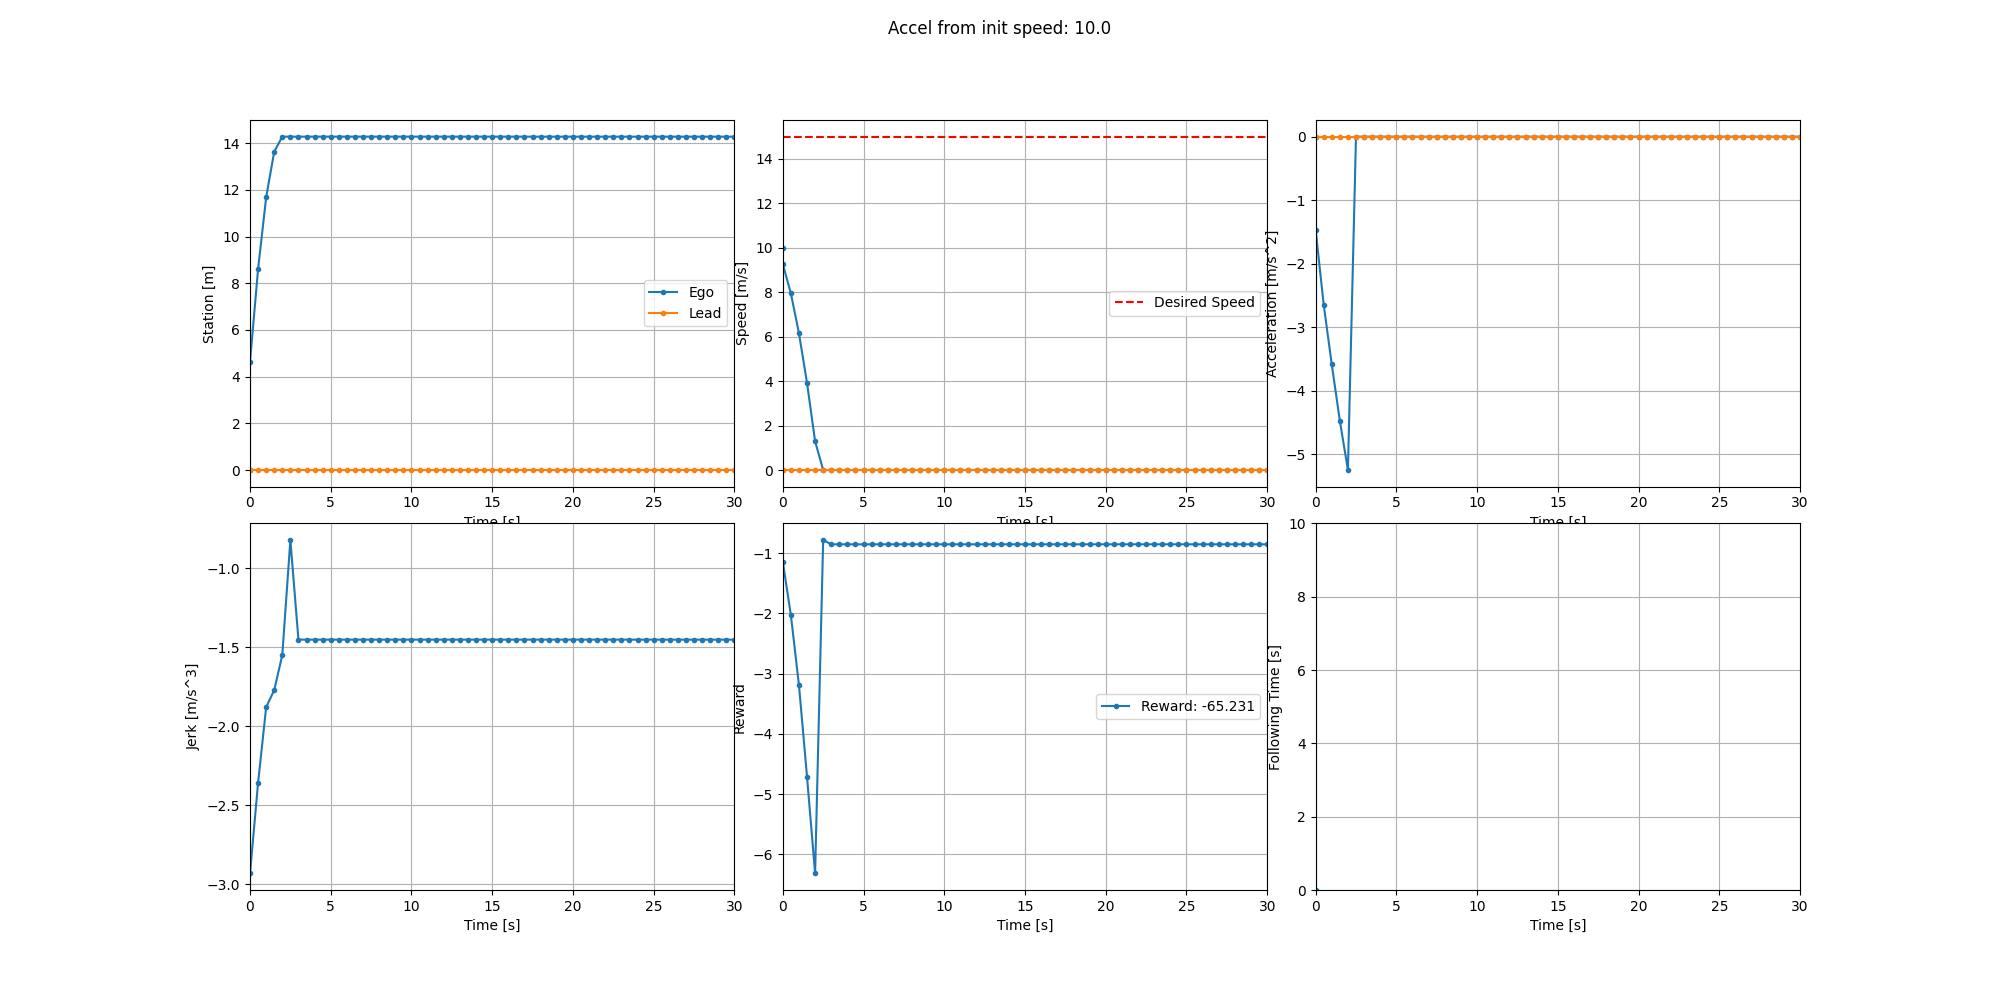 Accel from init speed: 10.0
Station [m]
14
12
10
8
6
4
2
0
Ego
Lead
0 5 10 15 20 25 30
Time [s]
Speed [m/s]
14
12
10
8
6
4
2
0
Desired Speed
0 5 10 15 20 25 30
Time [s]
Acceleration [m/s^2]
0
−1
−2
−3
−4
−5
0 5 10 15 20 25 30
Time [s]
Jerk [m/s^3]
−1.0
−1.5
−2.0
−2.5
−3.0
0 5 10 15 20 25 30
Time [s]
Reward
−1
−2
−3
−4
−5
−6
Reward: -65.231
0 5 10 15 20 25 30
Time [s]
Following Time [s]
10
8
6
4
2
0
0 5 10 15 20 25 30
Time [s]